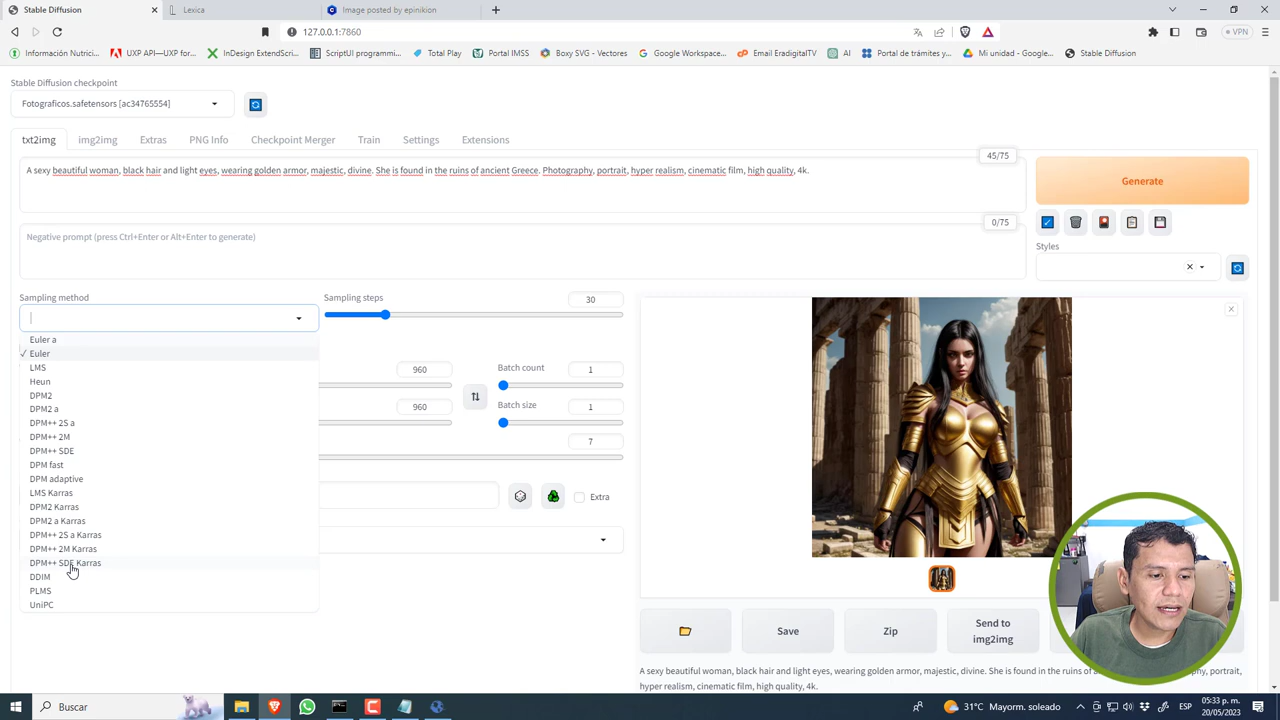 Stable Diffusion
Lexica
Image posted by epinikion
127.0.0.1:7860
VPN
Información Nutrici...
UXP API—UXP for...
InDesign ExtendScri...
ScriptUI programmi...
Total Play
Portal IMSS
Boxy SVG - Vectores
Google Workspace...
Email EradigitalTV
AI
Portal de trámites y...
Mi unidad - Google...
Stable Diffusion
Stable Diffusion checkpoint
Fotograficos.safetensors [ac34765554]
txt2img
img2img
Extras
PNG Info
Checkpoint Merger
Train
Settings
Extensions
45/75
A sexy beautiful woman, black hair and light eyes, wearing golden armor, majestic, divine. She is found in the ruins of ancient Greece. Photography, portrait, hyper realism, cinematic film, high quality, 4k.
Generate
0/75
Negative prompt (press Ctrl+Enter or Alt+Enter to generate)
Styles
Sampling method
Sampling steps
30
Euler a
Euler
LMS
Heun
DPM2
DPM2 a
DPM++ 2S a
DPM++ 2M
DPM++ SDE
DPM fast
DPM adaptive
LMS Karras
DPM2 Karras
DPM2 a Karras
DPM++ 2S a Karras
DPM++ 2M Karras
DPM++ SDE Karras
DDIM
PLMS
UniPC
960
Batch count
1
960
Batch size
1
7
Extra
Save
Zip
Send to
img2img
A sexy beautiful woman, black hair and light eyes, wearing golden armor, majestic, divine. She is found in the ruins of ancient Greece. Photography, portrait,
hyper realism, cinematic film, high quality, 4k.
Buscar
31°C Mayorm. soleado
ESP
05:33 p. m.
20/05/2023